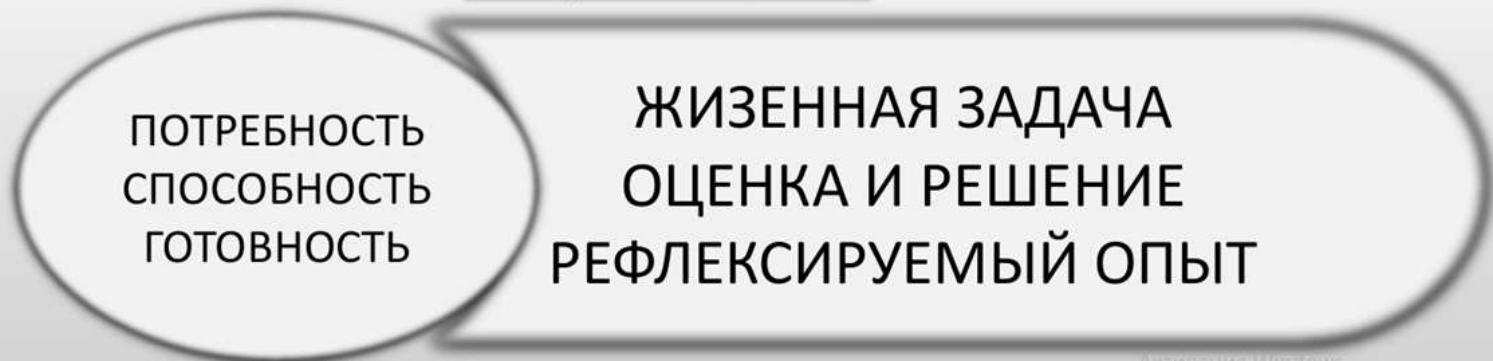 ПОТРЕБНОСТЬ
СПОСОБНОСТЬ
ГОТОВНОСТЬ
ЖИЗЕННАЯ ЗАДАЧА
ОЦЕНКА И РЕШЕНИЕ
РЕФЛЕКСИРУЕМЫЙ ОПЫТ